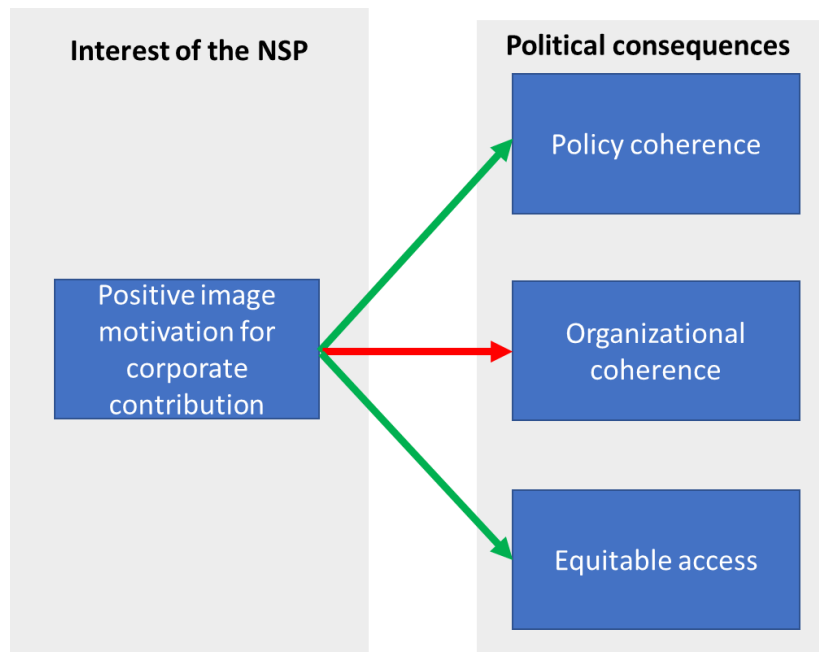 Interest of the NSP
Political consequences
Policy coherence
Positive image
motivation for
corporate
contribution
Organizational
coherence
Equitable access